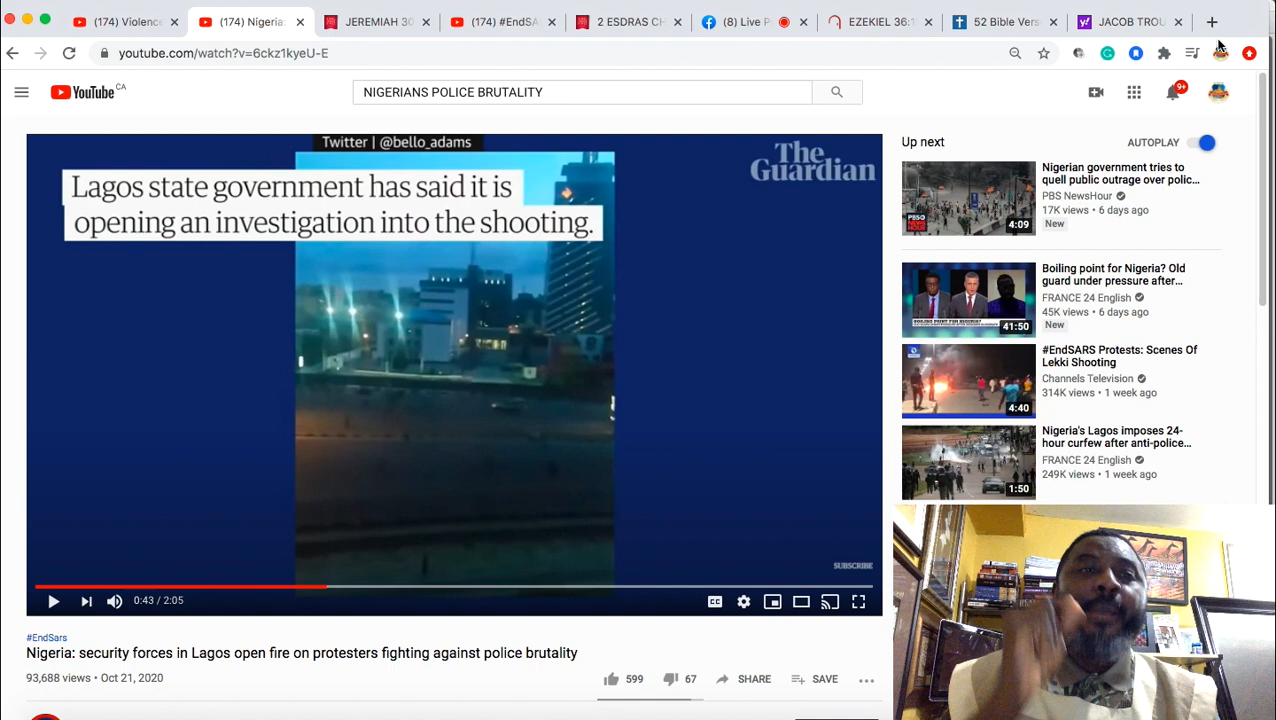 (174) Violence
(174) Nigeria:
JEREMIAH 30
(174) #EndSA
2 ESDRAS CH
(8) Live P
EZEKIEL 36:1
52 Bible Vers
JACOB TROU
youtube.com/watch?v=6ckz1kyeU-E
YouTube CA
NIGERIANS POLICE BRUTALITY
9+
Twitter | @bello_adams
The Guardian
Lagos state government has said it is
opening an investigation into the shooting.
SUBSCRIBE
0:43 / 2:05
CC
#EndSars
Nigeria: security forces in Lagos open fire on protesters fighting against police brutality
93,688 views • Oct 21, 2020
599
67
SHARE
SAVE
Up next
AUTOPLAY
Nigerian government tries to
quell public outrage over polic...
PBS NewsHour
17K views • 6 days ago
New
4:09
Boiling point for Nigeria? Old
guard under pressure after...
FRANCE 24 English
45K views • 6 days ago
New
41:50
#EndSARS Protests: Scenes Of
Lekki Shooting
Channels Television
314K views • 1 week ago
4:40
Nigeria's Lagos imposes 24-
hour curfew after anti-police...
FRANCE 24 English
249K views • 1 week ago
1:50